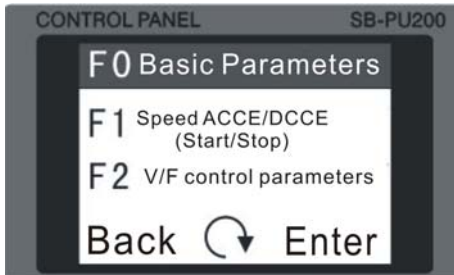 CONTROL PANEL SB-PU200
F0 Basic Parameters
F1 Speed ACCE/DCCE
(Start/Stop)
F2 V/F control parameters
Back Enter